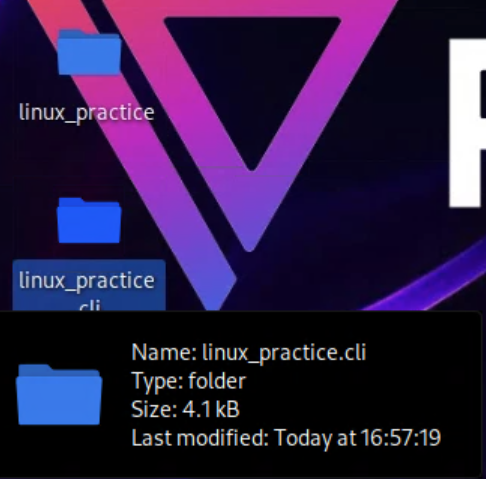 linux_practice
linux_practice
cli
Name: linux_practice.cli
Type: folder
Size: 4.1 kB
Last modified: Today at 16:57:19